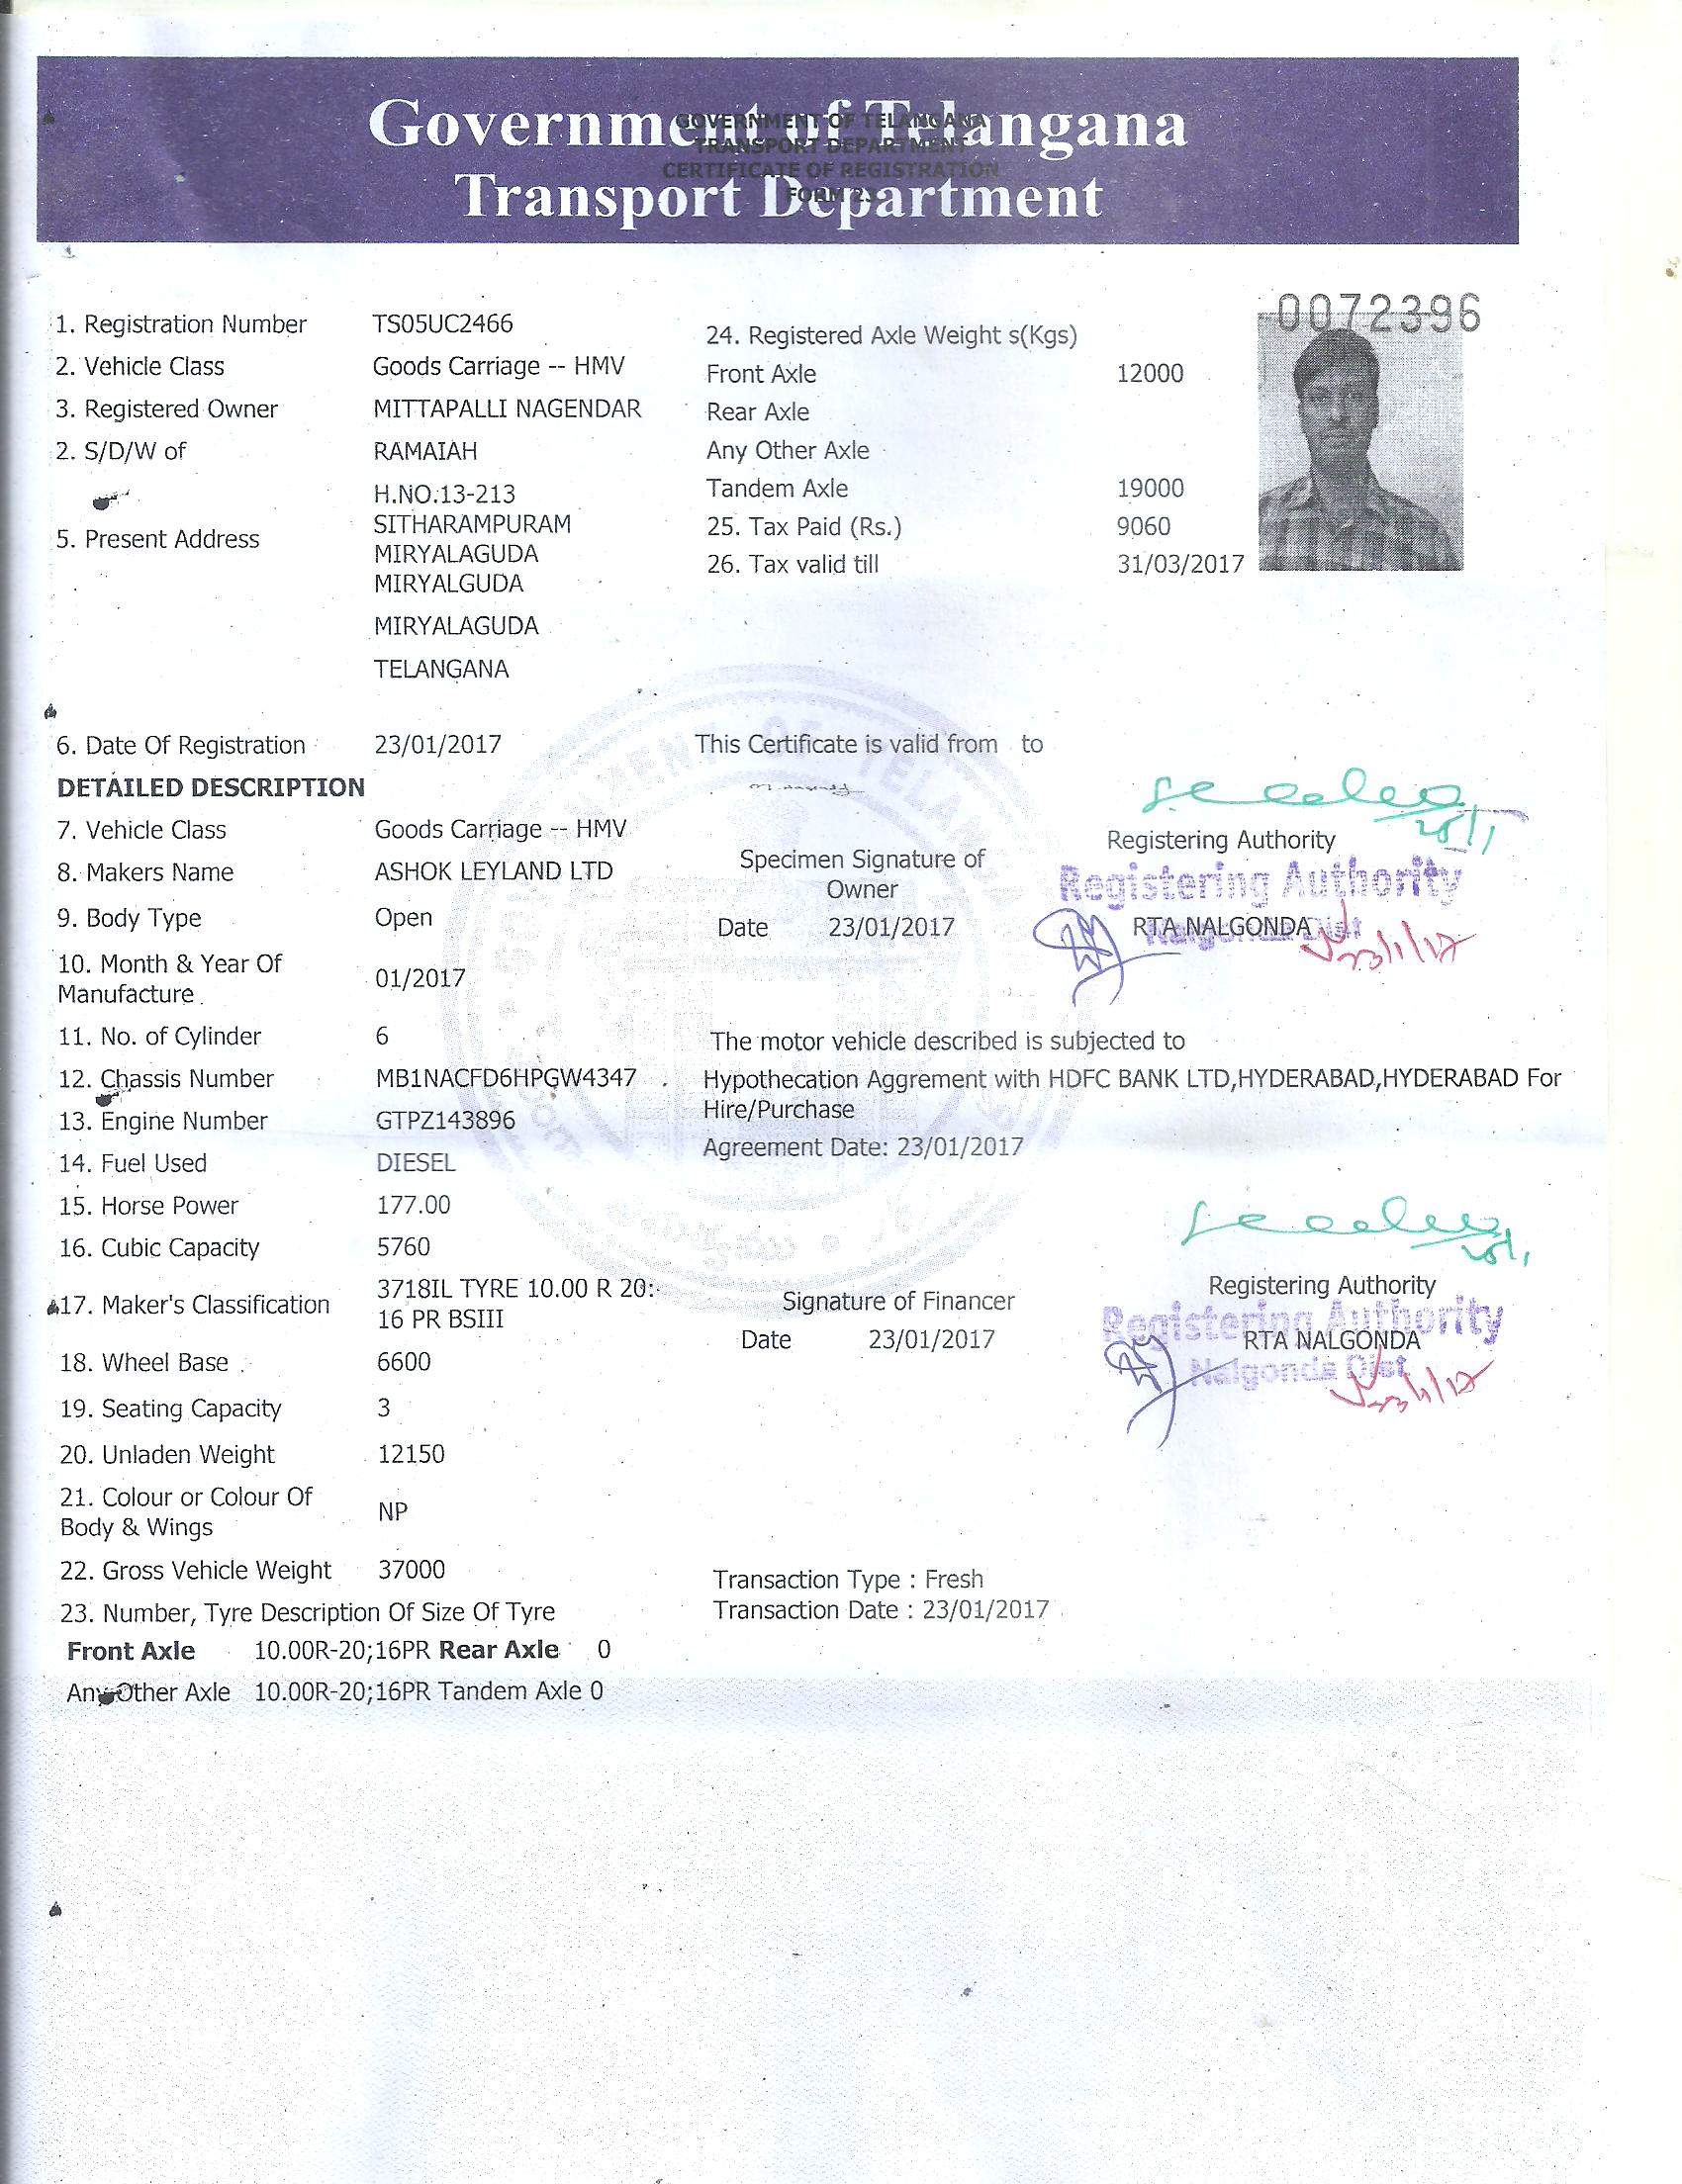 Government of Telangana
Transport Department
GOVERNMENT OF TELANGANA
TRANSPORT DEPARTMENT
CERTIFICATE OF REGISTRATION
FORM 23
0072396
1. Registration Number TS05UC2466
2. Vehicle Class Goods Carriage -- HMV
3. Registered Owner MITTAPALLI NAGENDAR
2. S/D/W of RAMAIAH
5. Present Address
H.NO.13-213
SITHARAMPURAM
MIRYALAGUDA
MIRYALGUDA
MIRYALAGUDA
TELANGANA
24. Registered Axle Weight s(Kgs)
Front Axle 12000
Rear Axle
Any Other Axle
Tandem Axle 19000
25. Tax Paid (Rs.) 9060
26. Tax valid till 31/03/2017
6. Date Of Registration 23/01/2017
DETAILED DESCRIPTION
7. Vehicle Class Goods Carriage -- HMV
8. Makers Name ASHOK LEYLAND LTD
9. Body Type Open
10. Month & Year Of
Manufacture 01/2017
11. No. of Cylinder 6
12. Chassis Number MB1NACFD6HPGW4347
13. Engine Number GTPZ143896
14. Fuel Used DIESEL
15. Horse Power 177.00
16. Cubic Capacity 5760
17. Maker's Classification 3718IL TYRE 10.00 R 20:-
16 PR BSIII
18. Wheel Base 6600
19. Seating Capacity 3
20. Unladen Weight 12150
21. Colour or Colour Of
Body & Wings NP
22. Gross Vehicle Weight 37000
23. Number, Tyre Description Of Size Of Tyre
Front Axle 10.00R-20;16PR Rear Axle 0
Any Other Axle 10.00R-20;16PR Tandem Axle 0
This Certificate is valid from to
Specimen Signature of
Owner
Date 23/01/2017
Registering Authority
Registering Authority
RTA NALGONDA
Nalgonda Dist
23/1/17
The motor vehicle described is subjected to
Hypothecation Aggrement with HDFC BANK LTD,HYDERABAD,HYDERABAD For
Hire/Purchase
Agreement Date: 23/01/2017
Signature of Financer
Date 23/01/2017
Registering Authority
Registering Authority
RTA NALGONDA
Nalgonda Dist
23/1/17
Transaction Type : Fresh
Transaction Date : 23/01/2017